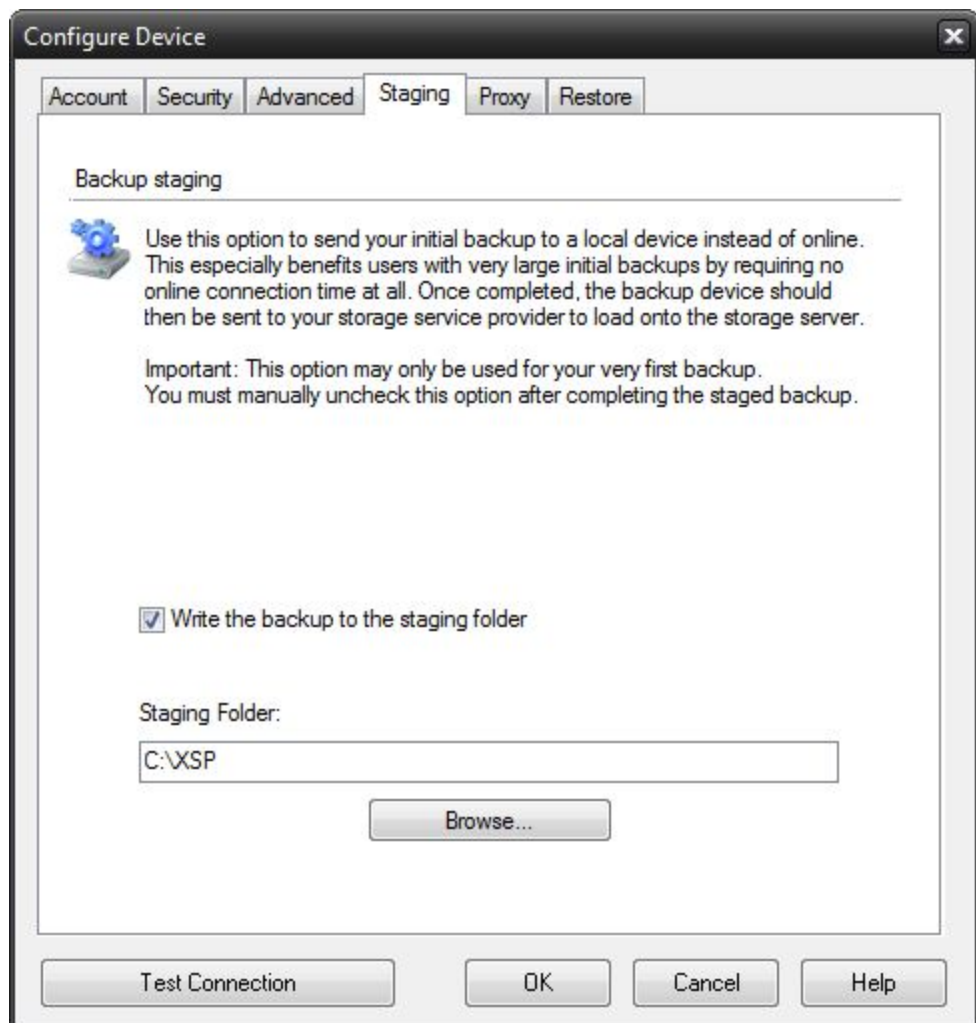 Configure Device
Account Security Advanced Staging Proxy Restore
Backup staging
Use this option to send your initial backup to a local device instead of online.
This especially benefits users with very large initial backups by requiring no
online connection time at all. Once completed, the backup device should
then be sent to your storage service provider to load onto the storage server.
Important: This option may only be used for your very first backup.
You must manually uncheck this option after completing the staged backup.
Write the backup to the staging folder
Staging Folder:
C:\XSP
Browse...
Test Connection OK Cancel Help